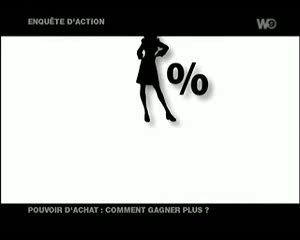 ENQUÊTE D'ACTION
W9
%
POUVOIR D'ACHAT : COMMENT GAGNER PLUS ?